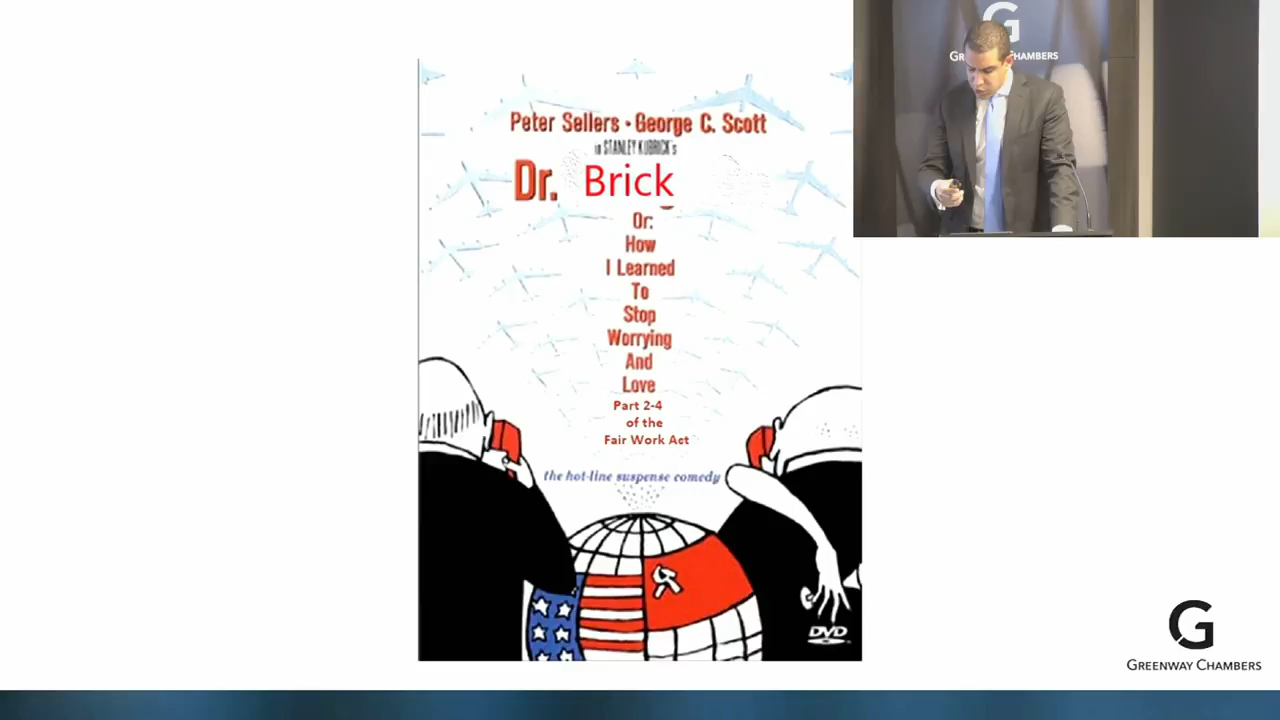 Peter Sellers · George C. Scott
in STANLEY KUBRICK's
Dr. Brick
Or:
How
I Learned
To
Stop
Worrying
And
Love
Part 2-4
of the
Fair Work Act
the hot-line suspense comedy
DVD
G
GREENWAY CHAMBERS
G
GREENWAY CHAMBERS